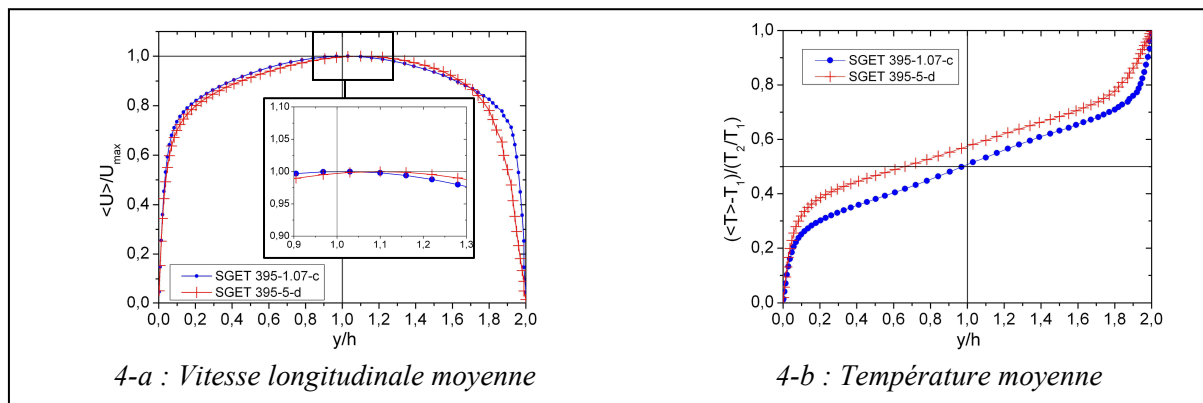 1,0
0,8
0,6
0,4
0,2
0,0
<U>/U_max
1,10
1,05
1,00
0,95
0,90
0,9 1,0 1,1 1,2 1,3
SGET 395-1.07-c
SGET 395-5-d
0,0 0,2 0,4 0,6 0,8 1,0 1,2 1,4 1,6 1,8 2,0
y/h
4-a : Vitesse longitudinale moyenne
1,0
0,8
0,6
0,4
0,2
0,0
(<T>-T_1)/(T_2/T_1)
SGET 395-1.07-c
SGET 395-5-d
0,0 0,2 0,4 0,6 0,8 1,0 1,2 1,4 1,6 1,8 2,0
y/h
4-b : Température moyenne